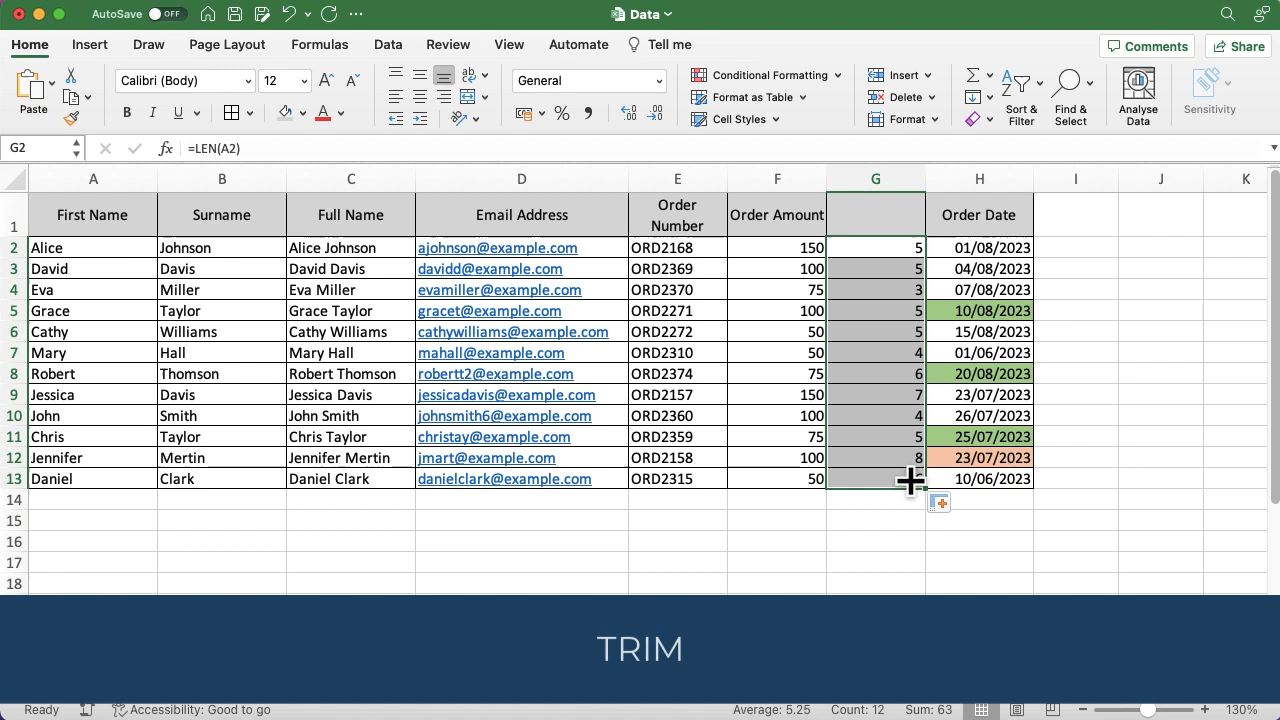 AutoSave OFF Data
Home Insert Draw Page Layout Formulas Data Review View Automate Tell me Comments Share
Paste Calibri (Body) 12 General Conditional Formatting Format as Table Cell Styles Insert Delete Format Sort & Filter Find & Select Analyse Data Sensitivity
G2 fx =LEN(A2)
A B C D E F G H I J K
1 First Name Surname Full Name Email Address Order Number Order Amount Order Date
2 Alice Johnson Alice Johnson ajohnson@example.com ORD2168 150 5 01/08/2023
3 David Davis David Davis davidd@example.com ORD2369 100 5 04/08/2023
4 Eva Miller Eva Miller evamiller@example.com ORD2370 75 3 07/08/2023
5 Grace Taylor Grace Taylor gracet@example.com ORD2271 100 5 10/08/2023
6 Cathy Williams Cathy Williams cathywilliams@example.com ORD2272 50 5 15/08/2023
7 Mary Hall Mary Hall mahall@example.com ORD2310 50 4 01/06/2023
8 Robert Thomson Robert Thomson robertt2@example.com ORD2374 75 6 20/08/2023
9 Jessica Davis Jessica Davis jessicadavis@example.com ORD2157 150 7 23/07/2023
10 John Smith John Smith johnsmith6@example.com ORD2360 100 4 26/07/2023
11 Chris Taylor Chris Taylor christay@example.com ORD2359 75 5 25/07/2023
12 Jennifer Mertin Jennifer Mertin jmart@example.com ORD2158 100 8 23/07/2023
13 Daniel Clark Daniel Clark danielclark@example.com ORD2315 50 10/06/2023
14
15
16
17
18
TRIM
Ready Accessibility: Good to go Average: 5.25 Count: 12 Sum: 63 130%